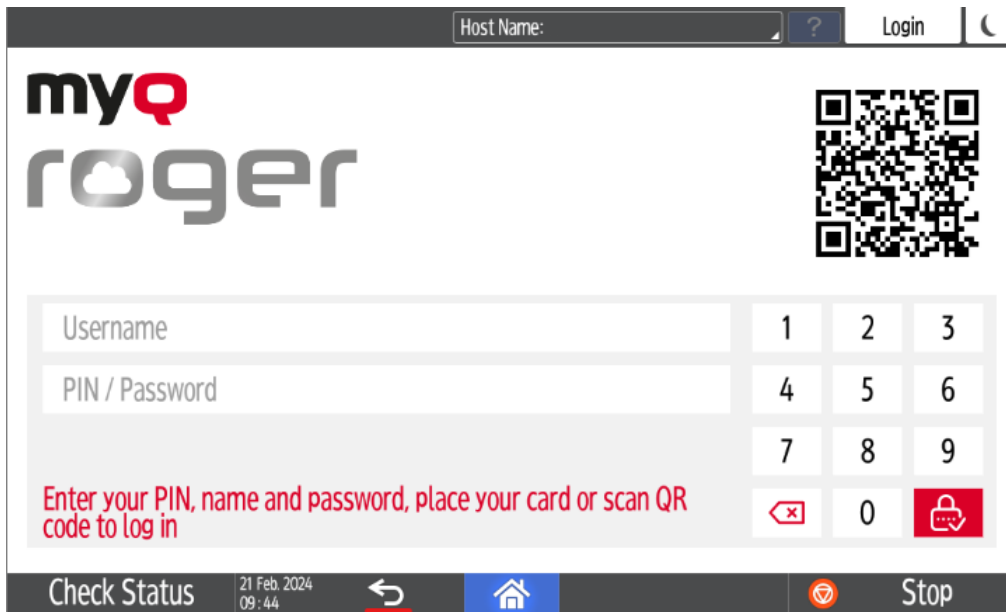 Host Name:
?
Login
myQ
roger
Username
PIN / Password
1 2 3
4 5 6
7 8 9
0
Enter your PIN, name and password, place your card or scan QR
code to log in
Check Status
21 Feb. 2024
09:44
Stop